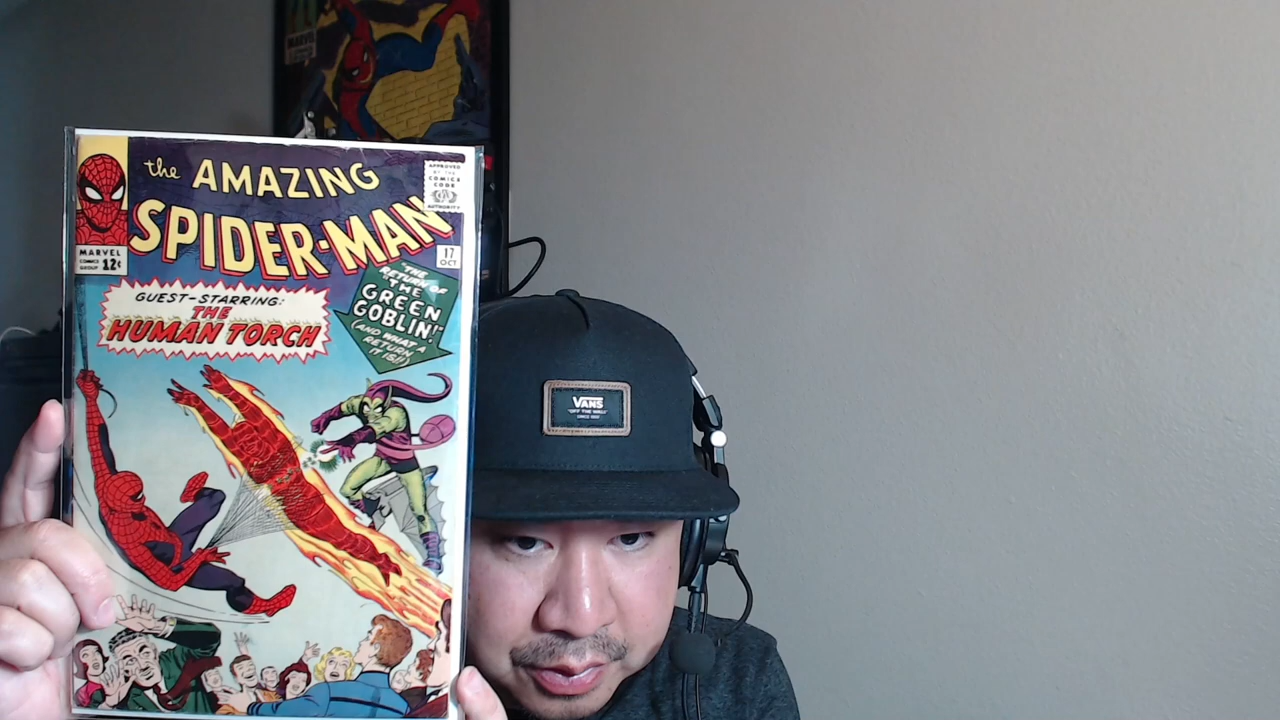 MARVEL
the AMAZING
SPIDER-MAN
APPROVED
BY THE
COMICS
CODE
AUTHORITY
MARVEL
COMICS
GROUP 12¢
17
OCT
GUEST-STARRING:
THE
HUMAN TORCH
"THE
RETURN OF
THE
GREEN
GOBLIN!"
(AND WHAT A
RETURN
IT IS!!)
VANS
"OFF THE WALL"